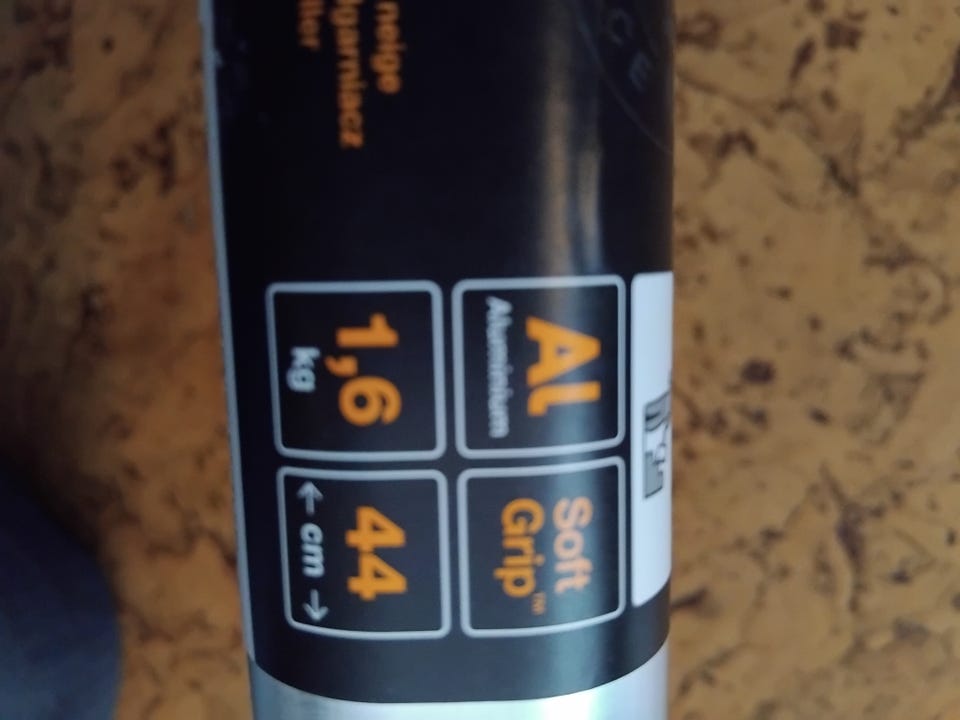 neige
dgarniacz
Al
Aluminium
Soft
Grip™
1,6
kg
44
← cm →